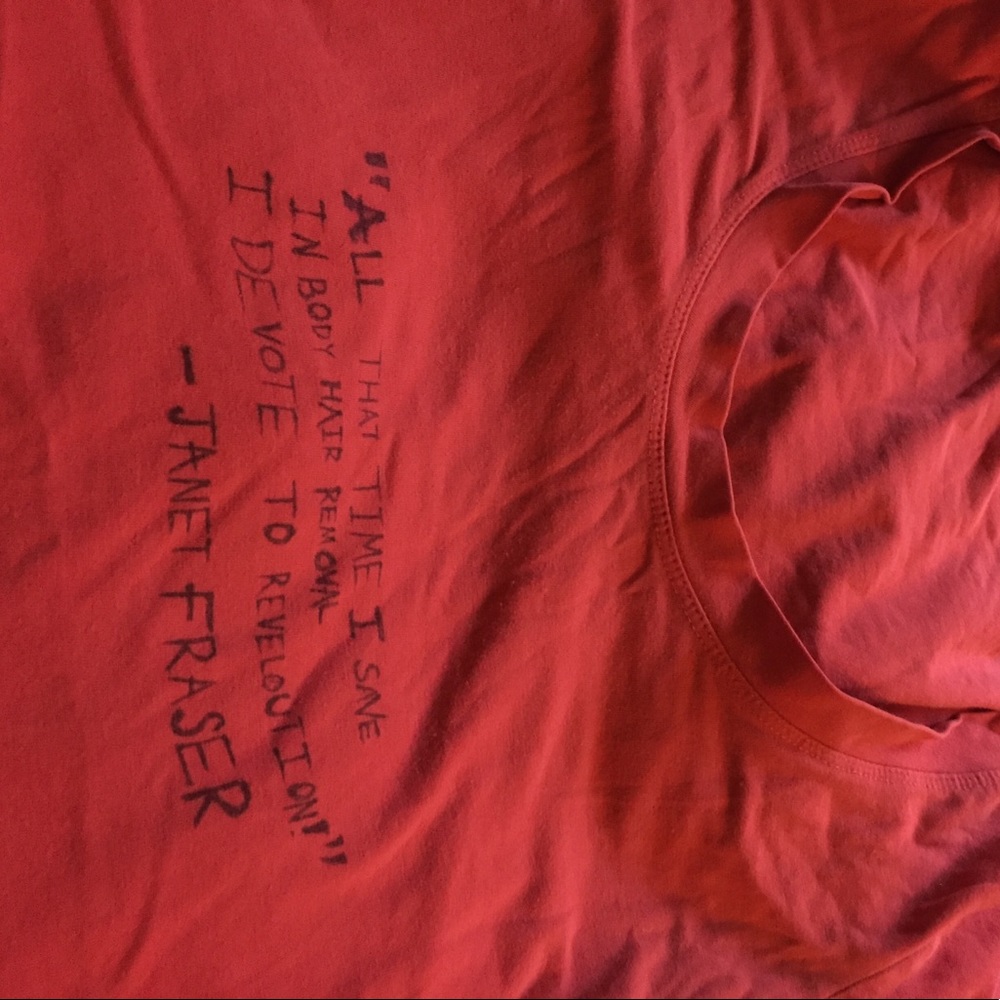 "ALL THAT TIME I SAVE
IN BODY HAIR REMOVAL
I DEVOTE TO REVELOUTION!"
- JANET FRASER